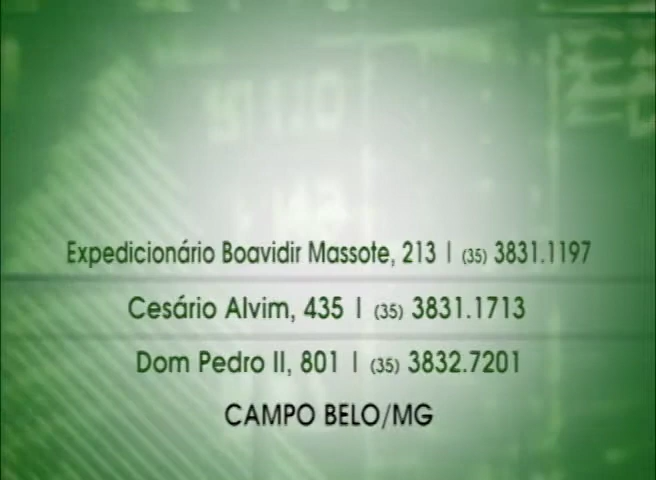 Expedicionário Boavidir Massote, 213 | (35) 3831.1197
Cesário Alvim, 435 | (35) 3831.1713
Dom Pedro II, 801 | (35) 3832.7201
CAMPO BELO/MG